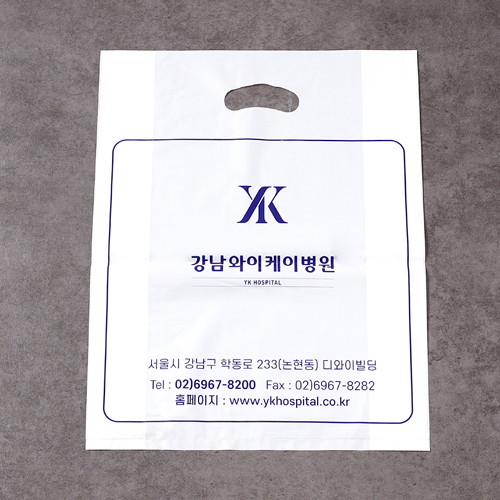 YK
강남와이케이병원
YK HOSPITAL
서울시 강남구 학동로 233(논현동) 디와이빌딩
Tel : 02)6967-8200 Fax : 02)6967-8282
홈페이지 : www.ykhospital.co.kr